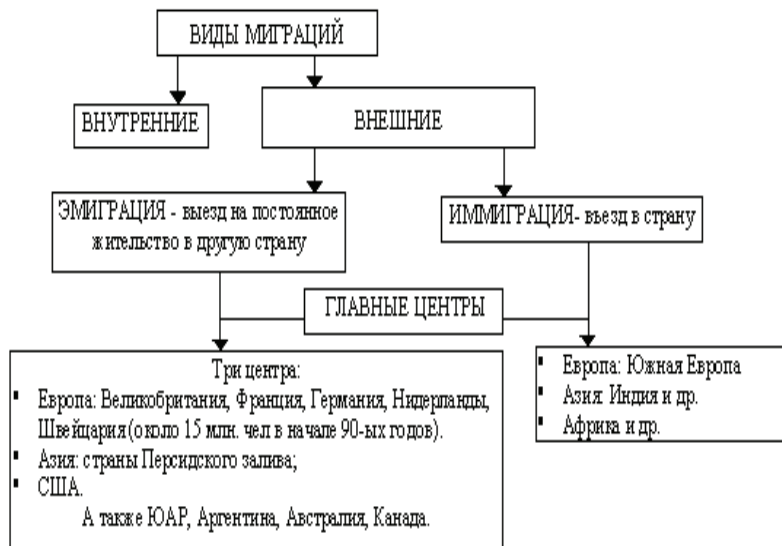 ВИДЫ МИГРАЦИЙ
ВНУТРЕННИЕ
ВНЕШНИЕ
ЭМИГРАЦИЯ - выезд на постоянное
жительство в другую страну
ИММИГРАЦИЯ- въезд в страну
ГЛАВНЫЕ ЦЕНТРЫ
Три центра:
▪ Европа: Великобритания, Франция, Германия, Нидерланды,
Швейцария (около 15 млн. чел в начале 90-ых годов).
▪ Азия: страны Персидского залива;
▪ США.
А также ЮАР, Аргентина, Австралия, Канада.
▪ Европа: Южная Европа
▪ Азия: Индия и др.
▪ Африка и др.